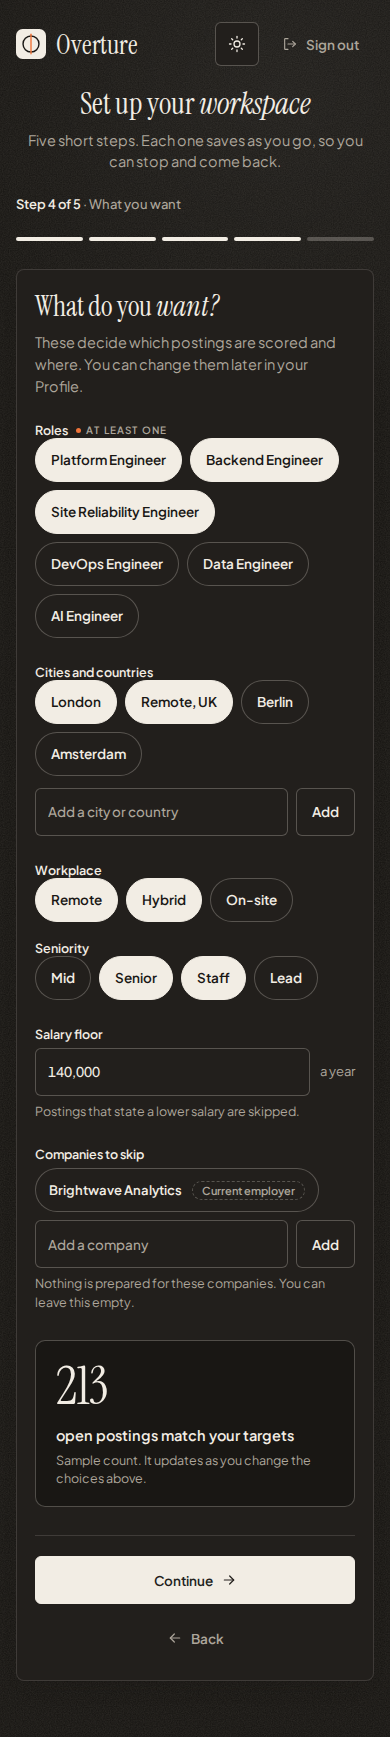 Overture
Sign out
Set up your workspace
Five short steps. Each one saves as you go, so you
can stop and come back.
Step 4 of 5 · What you want
What do you want?
These decide which postings are scored and
where. You can change them later in your
Profile.
Roles • AT LEAST ONE
Platform Engineer
Backend Engineer
Site Reliability Engineer
DevOps Engineer
Data Engineer
AI Engineer
Cities and countries
London
Remote, UK
Berlin
Amsterdam
Add a city or country
Add
Workplace
Remote
Hybrid
On-site
Seniority
Mid
Senior
Staff
Lead
Salary floor
140,000
a year
Postings that state a lower salary are skipped.
Companies to skip
Brightwave Analytics
Current employer
Add a company
Add
Nothing is prepared for these companies. You can
leave this empty.
213
open postings match your targets
Sample count. It updates as you change the
choices above.
Continue →
← Back